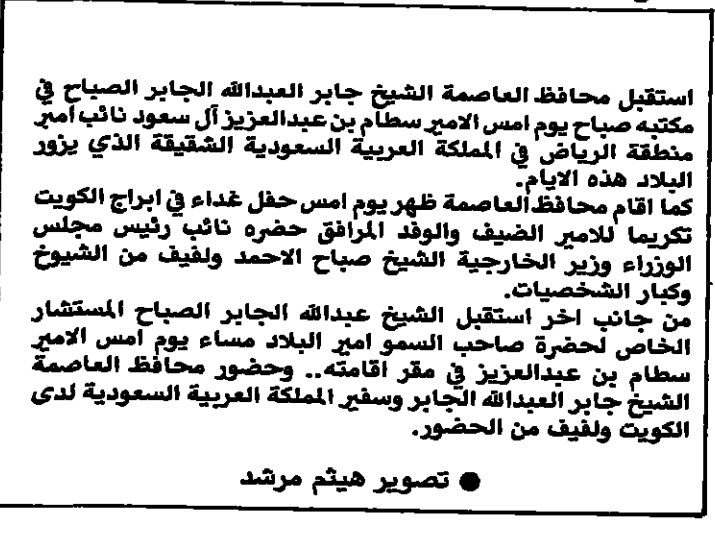 استقبل محافظ العاصمة الشيخ جابر العبدالله الجابر الصباح في
مكتبه صباح يوم امس الامير سطام بن عبدالعزيز آل سعود نائب امير
منطقة الرياض في المملكة العربية السعودية الشقيقة الذي يزور
البلاد هذه الايام.
كما اقام محافظ العاصمة ظهر يوم امس حفل غداء في ابراج الكويت
تكريما للامير الضيف والوفد المرافق حضره نائب رئيس مجلس
الوزراء وزير الخارجية الشيخ صباح الاحمد ولفيف من الشيوخ
وكبار الشخصيات.
من جانب اخر استقبل الشيخ عبدالله الجابر الصباح المستشار
الخاص لحضرة صاحب السمو امير البلاد مساء يوم امس الامير
سطام بن عبدالعزيز في مقر اقامته.. وحضور محافظ العاصمة
الشيخ جابر العبدالله الجابر وسفير المملكة العربية السعودية لدى
الكويت ولفيف من الحضور.
● تصوير هيثم مرشد